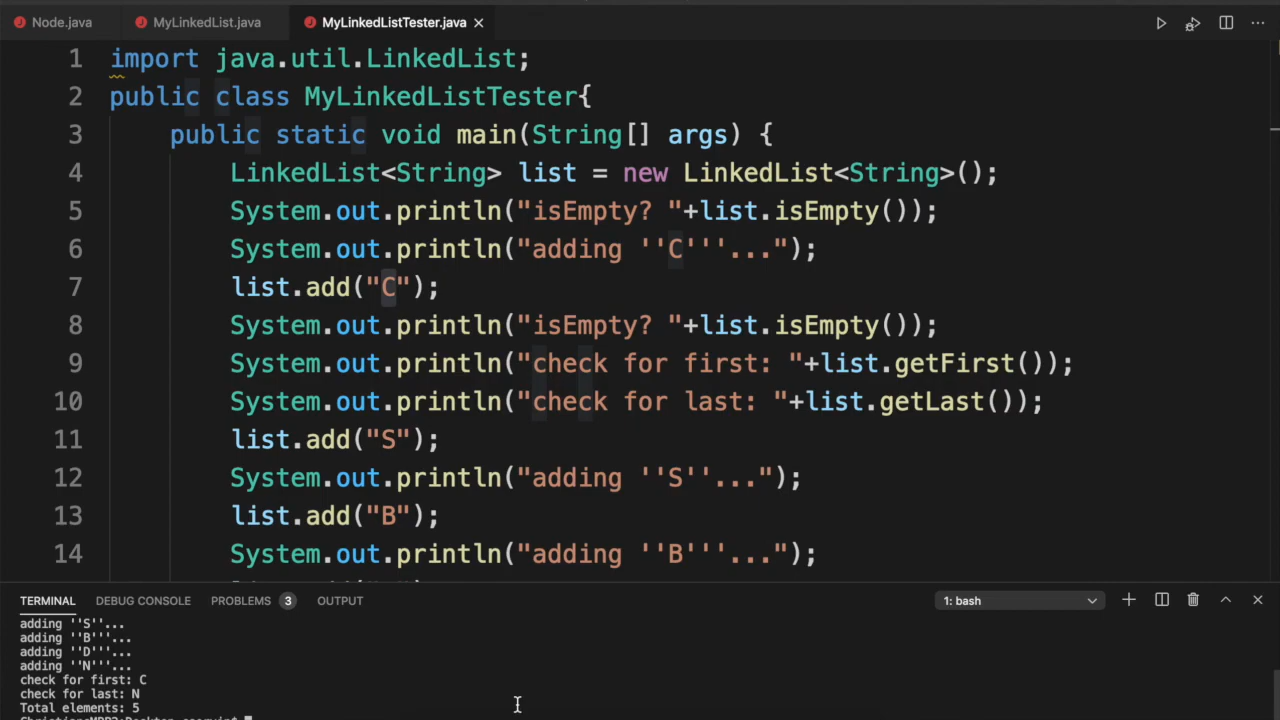 Node.java MyLinkedList.java MyLinkedListTester.java
1 import java.util.LinkedList;
2 public class MyLinkedListTester{
3 public static void main(String[] args) {
4 LinkedList<String> list = new LinkedList<String>();
5 System.out.println("isEmpty? "+list.isEmpty());
6 System.out.println("adding ''C'''...");
7 list.add("C");
8 System.out.println("isEmpty? "+list.isEmpty());
9 System.out.println("check for first: "+list.getFirst());
10 System.out.println("check for last: "+list.getLast());
11 list.add("S");
12 System.out.println("adding ''S''...");
13 list.add("B");
14 System.out.println("adding ''B'''...");
TERMINAL DEBUG CONSOLE PROBLEMS 3 OUTPUT 1: bash
adding ''S''...
adding ''B'''...
adding ''D'''...
adding ''N'''...
check for first: C
check for last: N
Total elements: 5